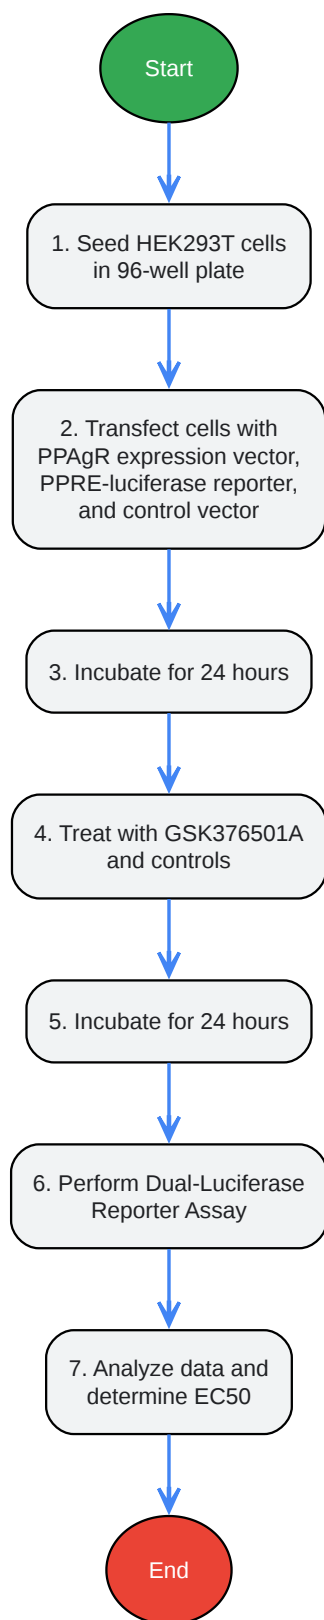 Start
1. Seed HEK293T cells
in 96-well plate
2. Transfect cells with
PPAgR expression vector,
PPRE-luciferase reporter,
and control vector
3. Incubate for 24 hours
4. Treat with GSK376501A
and controls
5. Incubate for 24 hours
6. Perform Dual-Luciferase
Reporter Assay
7. Analyze data and
determine EC50
End